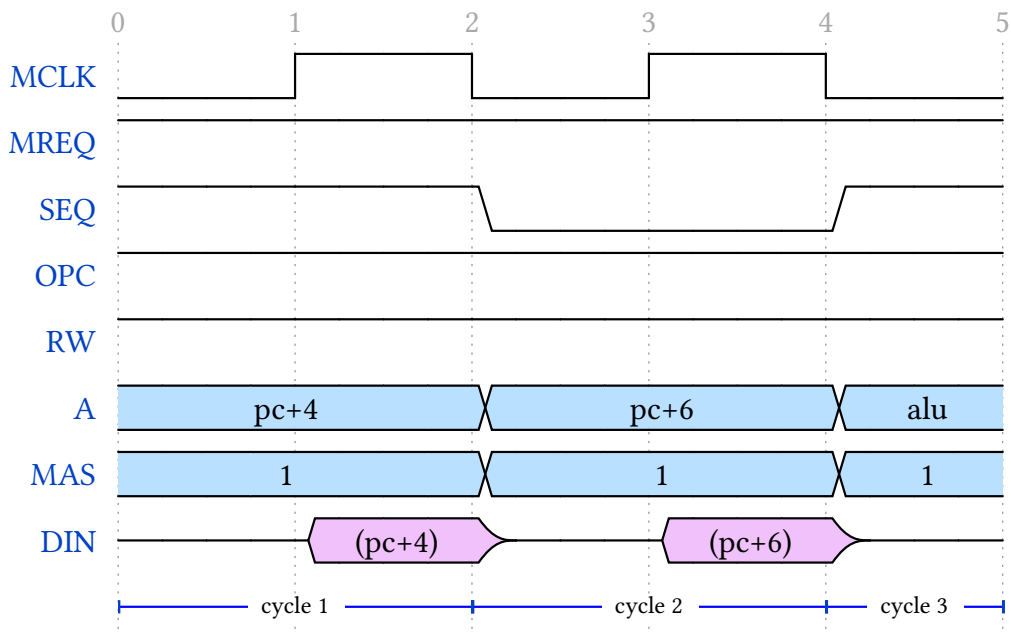 0 1 2 3 4 5
MCLK
MREQ
SEQ
OPC
RW
A pc+4 pc+6 alu
MAS 1 1 1
DIN (pc+4) (pc+6)
cycle 1 cycle 2 cycle 3